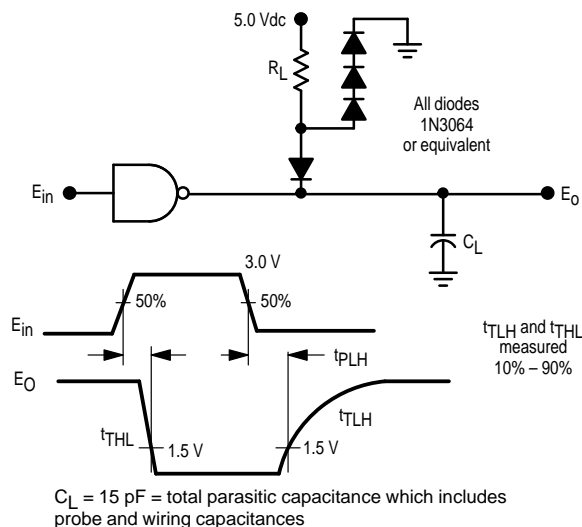 5.0 Vdc
RL
All diodes
1N3064
or equivalent
Ein
Eo
CL
3.0 V
50%
50%
Ein
tPLH
tTLH and tTHL
measured
10% – 90%
EO
tTHL
1.5 V
1.5 V
tTLH
CL = 15 pF = total parasitic capacitance which includes
probe and wiring capacitances